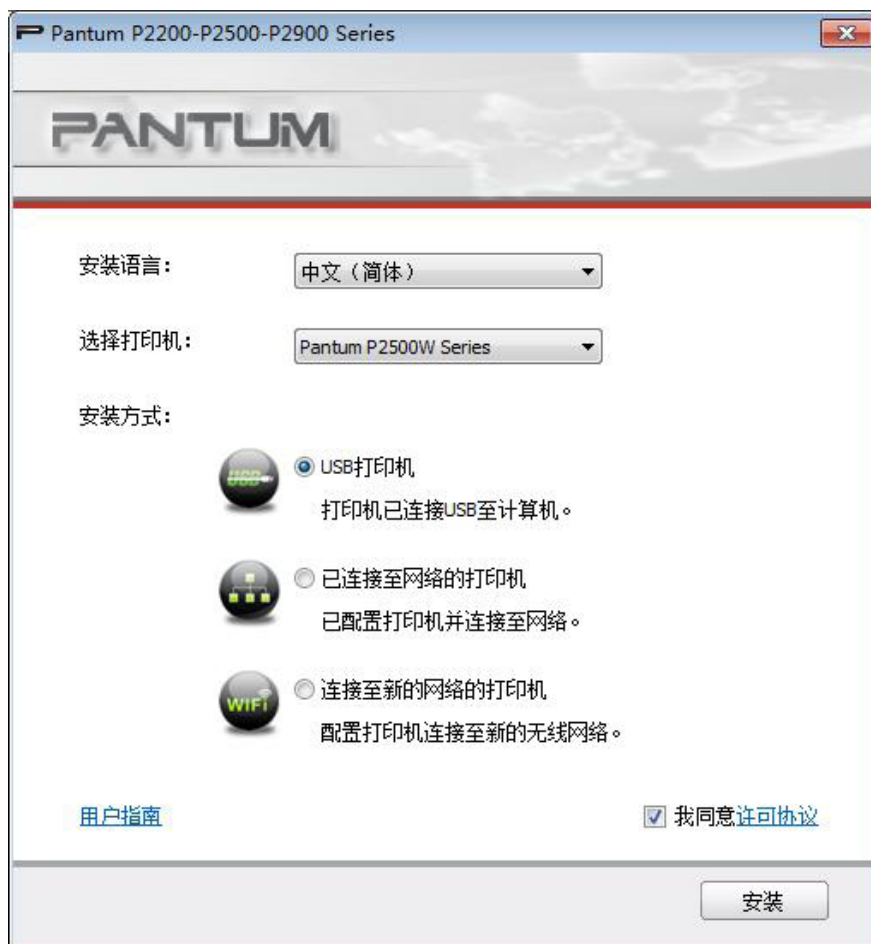 Pantum P2200-P2500-P2900 Series
PANTUM
安装语言：
中文（简体）
选择打印机：
Pantum P2500W Series
安装方式：
USB
USB打印机
打印机已连接USB至计算机。
已连接至网络的打印机
已配置打印机并连接至网络。
WIFI
连接至新的网络的打印机
配置打印机连接至新的无线网络。
用户指南
我同意许可协议
安装